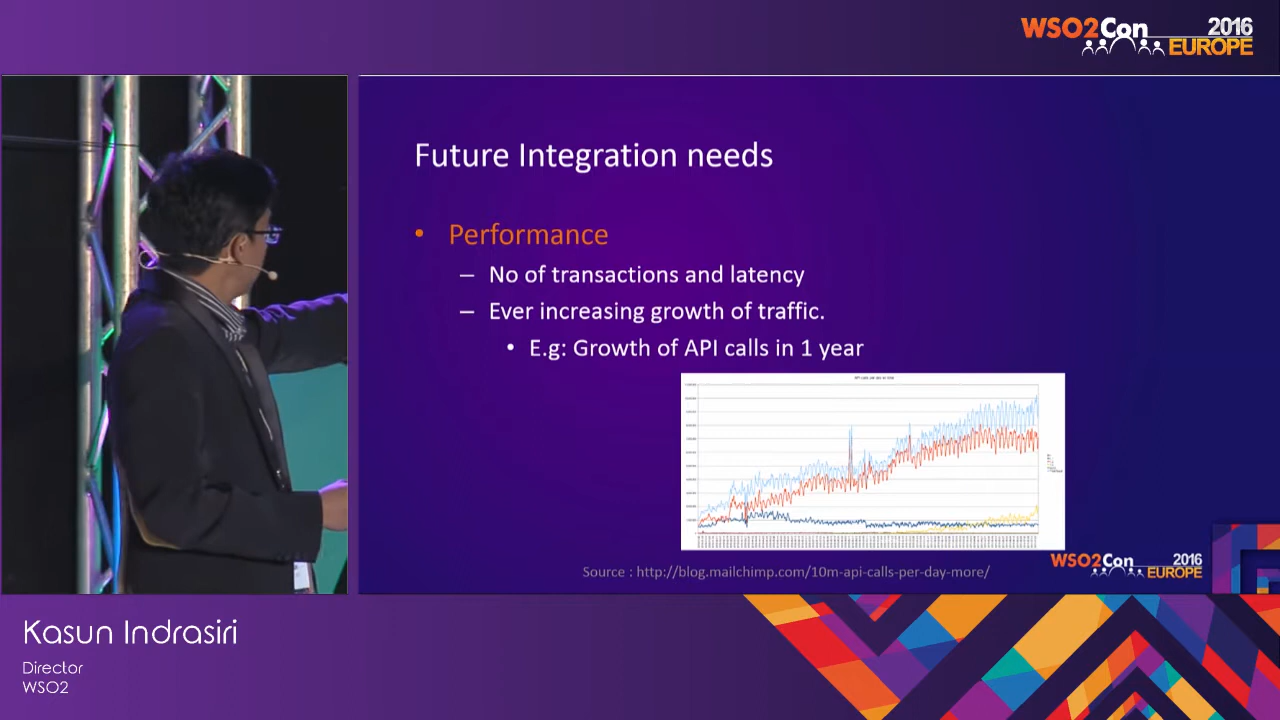 WSO2Con 2016
EUROPE
Future Integration needs
• Performance
– No of transactions and latency
– Ever increasing growth of traffic.
• E.g: Growth of API calls in 1 year
Source : http://blog.mailchimp.com/10m-api-calls-per-day-more/
WSO2Con 2016
EUROPE
Kasun Indrasiri
Director
WSO2